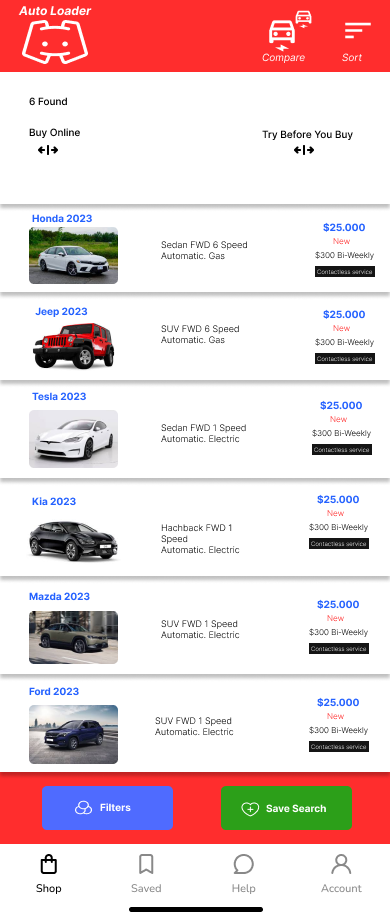 Auto Loader
Compare
Sort
6 Found
Buy Online
Try Before You Buy
Honda 2023
Sedan FWD 6 Speed
Automatic. Gas
$25.000
New
$300 Bi-Weekly
Contactless service
Jeep 2023
SUV FWD 6 Speed
Automatic. Gas
$25.000
New
$300 Bi-Weekly
Contactless service
Tesla 2023
Sedan FWD 1 Speed
Automatic. Electric
$25.000
New
$300 Bi-Weekly
Contactless service
Kia 2023
Hachback FWD 1
Speed
Automatic. Electric
$25.000
New
$300 Bi-Weekly
Contactless service
Mazda 2023
SUV FWD 1 Speed
Automatic. Electric
$25.000
New
$300 Bi-Weekly
Contactless service
Ford 2023
SUV FWD 1 Speed
Automatic. Electric
$25.000
New
$300 Bi-Weekly
Contactless service
Filters
Save Search
Shop
Saved
Help
Account